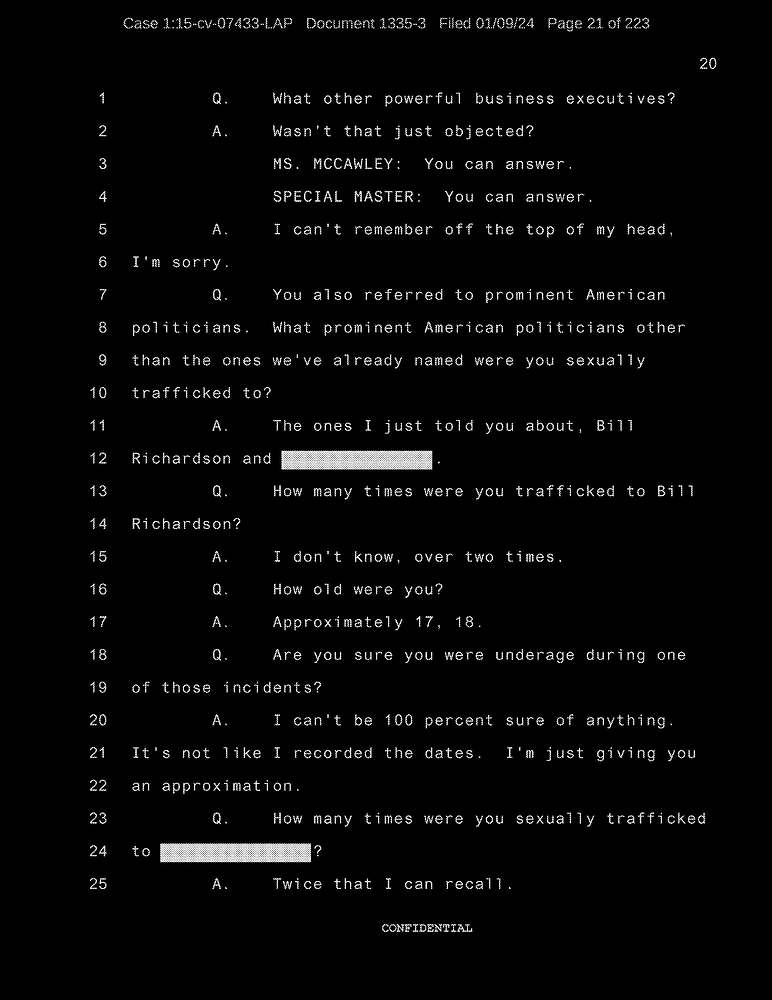 Case 1:15-cv-07433-LAP Document 1335-3 Filed 01/09/24 Page 21 of 223
20
1 Q. What other powerful business executives?
2 A. Wasn't that just objected?
3 MS. MCCAWLEY: You can answer.
4 SPECIAL MASTER: You can answer.
5 A. I can't remember off the top of my head,
6 I'm sorry.
7 Q. You also referred to prominent American
8 politicians. What prominent American politicians other
9 than the ones we've already named were you sexually
10 trafficked to?
11 A. The ones I just told you about, Bill
12 Richardson and .
13 Q. How many times were you trafficked to Bill
14 Richardson?
15 A. I don't know, over two times.
16 Q. How old were you?
17 A. Approximately 17, 18.
18 Q. Are you sure you were underage during one
19 of those incidents?
20 A. I can't be 100 percent sure of anything.
21 It's not like I recorded the dates. I'm just giving you
22 an approximation.
23 Q. How many times were you sexually trafficked
24 to ?
25 A. Twice that I can recall.
CONFIDENTIAL